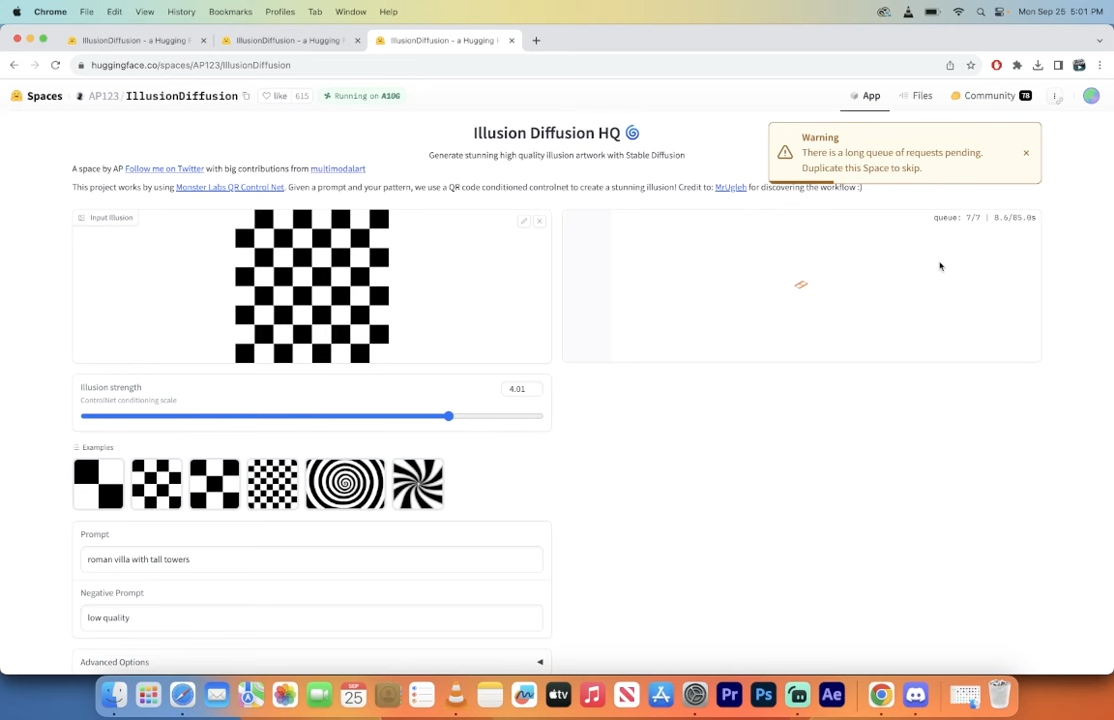 Chrome File Edit View History Bookmarks Profiles Tab Window Help Mon Sep 25 5:01 PM
IllusionDiffusion - a Hugging F IllusionDiffusion - a Hugging F IllusionDiffusion - a Hugging F
huggingface.co/spaces/AP123/IllusionDiffusion
Spaces AP123/IllusionDiffusion like 615 Running on A10G App Files Community 78
Illusion Diffusion HQ
Warning
There is a long queue of requests pending.
Duplicate this Space to skip.
Generate stunning high quality illusion artwork with Stable Diffusion
A space by AP Follow me on Twitter with big contributions from multimodalart
This project works by using Monster Labs QR Control Net. Given a prompt and your pattern, we use a QR code conditioned controlnet to create a stunning illusion! Credit to: MrUgleh for discovering the workflow :)
Input Illusion
queue: 7/7 | 8.6/85.0s
Illusion strength
4.01
ControlNet conditioning scale
Examples
Prompt
roman villa with tall towers
Negative Prompt
low quality
Advanced Options
SEP
25
tv
N
Pr
Ps
Ae